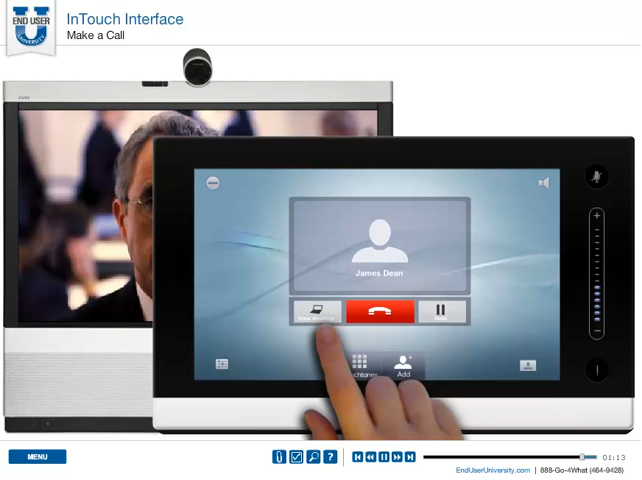 END USER
U
UNIVERSITY
InTouch Interface
Make a Call
James Dean
Hold
Add
MENU
01:13
EndUserUniversity.com | 888-Go-4What (464-9428)